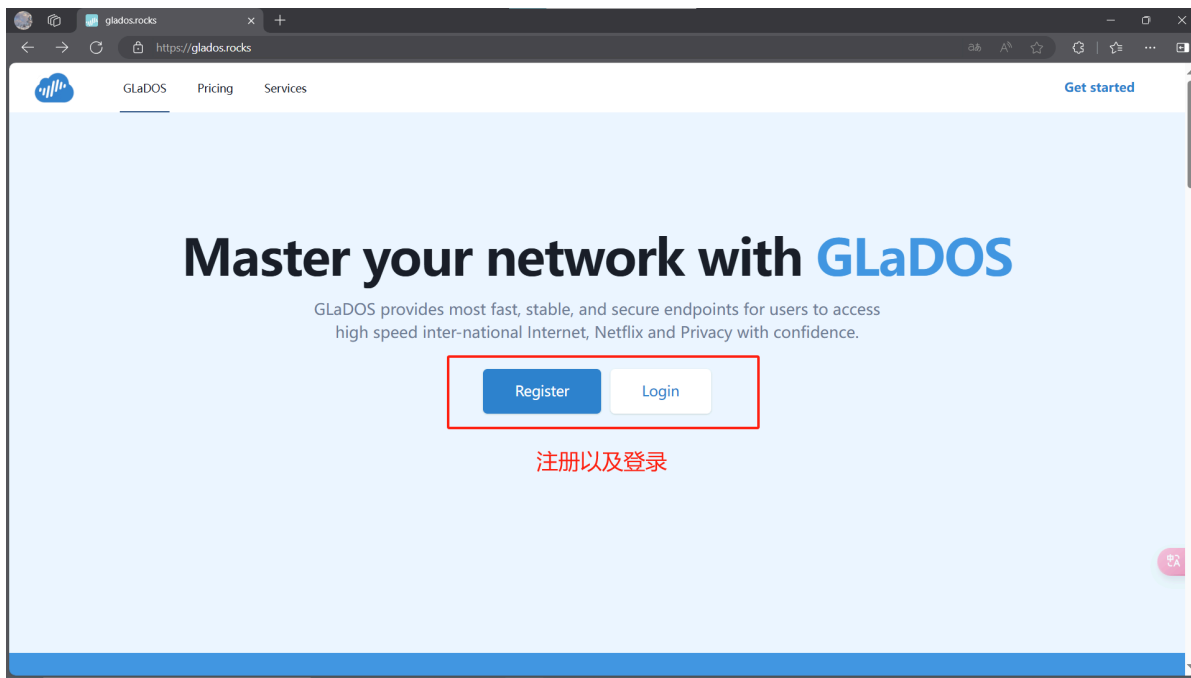 glados.rocks
https://glados.rocks
GLaDOS Pricing Services Get started
Master your network with GLaDOS
GLaDOS provides most fast, stable, and secure endpoints for users to access
high speed inter-national Internet, Netflix and Privacy with confidence.
Register Login
注册以及登录